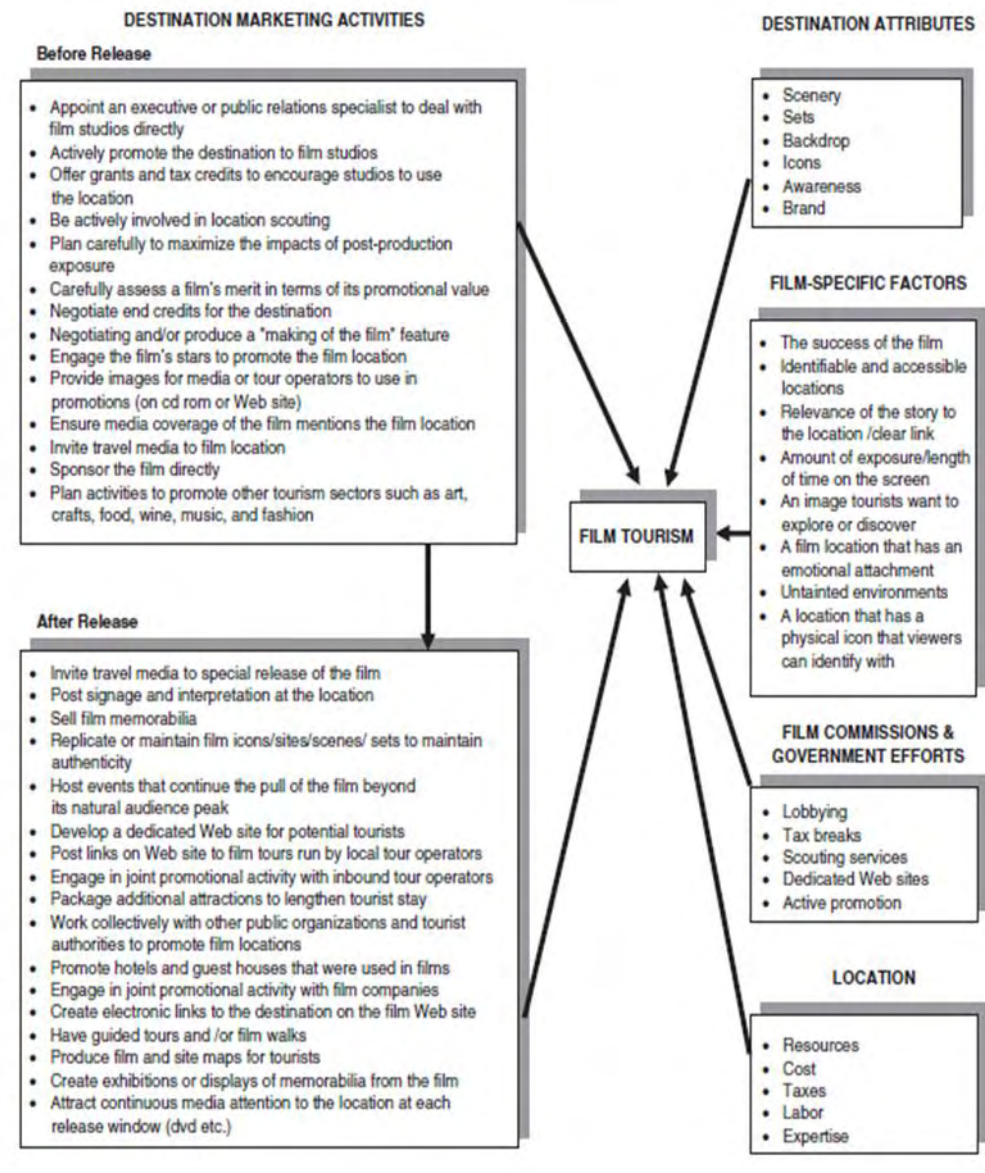 DESTINATION MARKETING ACTIVITIES
Before Release
• Appoint an executive or public relations specialist to deal with
film studios directly
• Actively promote the destination to film studios
• Offer grants and tax credits to encourage studios to use
the location
• Be actively involved in location scouting
• Plan carefully to maximize the impacts of post-production
exposure
• Carefully assess a film's merit in terms of its promotional value
• Negotiate end credits for the destination
• Negotiating and/or produce a "making of the film" feature
• Engage the film's stars to promote the film location
• Provide images for media or tour operators to use in
promotions (on cd rom or Web site)
• Ensure media coverage of the film mentions the film location
• Invite travel media to film location
• Sponsor the film directly
• Plan activities to promote other tourism sectors such as art,
crafts, food, wine, music, and fashion
After Release
• Invite travel media to special release of the film
• Post signage and interpretation at the location
• Sell film memorabilia
• Replicate or maintain film icons/sites/scenes/ sets to maintain
authenticity
• Host events that continue the pull of the film beyond
its natural audience peak
• Develop a dedicated Web site for potential tourists
• Post links on Web site to film tours run by local tour operators
• Engage in joint promotional activity with inbound tour operators
• Package additional attractions to lengthen tourist stay
• Work collectively with other public organizations and tourist
authorities to promote film locations
• Promote hotels and guest houses that were used in films
• Engage in joint promotional activity with film companies
• Create electronic links to the destination on the film Web site
• Have guided tours and /or film walks
• Produce film and site maps for tourists
• Create exhibitions or displays of memorabilia from the film
• Attract continuous media attention to the location at each
release window (dvd etc.)
FILM TOURISM
DESTINATION ATTRIBUTES
• Scenery
• Sets
• Backdrop
• Icons
• Awareness
• Brand
FILM-SPECIFIC FACTORS
• The success of the film
• Identifiable and accessible
locations
• Relevance of the story to
the location /clear link
• Amount of exposure/length
of time on the screen
• An image tourists want to
explore or discover
• A film location that has an
emotional attachment
• Untainted environments
• A location that has a
physical icon that viewers
can identify with
FILM COMMISSIONS &
GOVERNMENT EFFORTS
• Lobbying
• Tax breaks
• Scouting services
• Dedicated Web sites
• Active promotion
LOCATION
• Resources
• Cost
• Taxes
• Labor
• Expertise